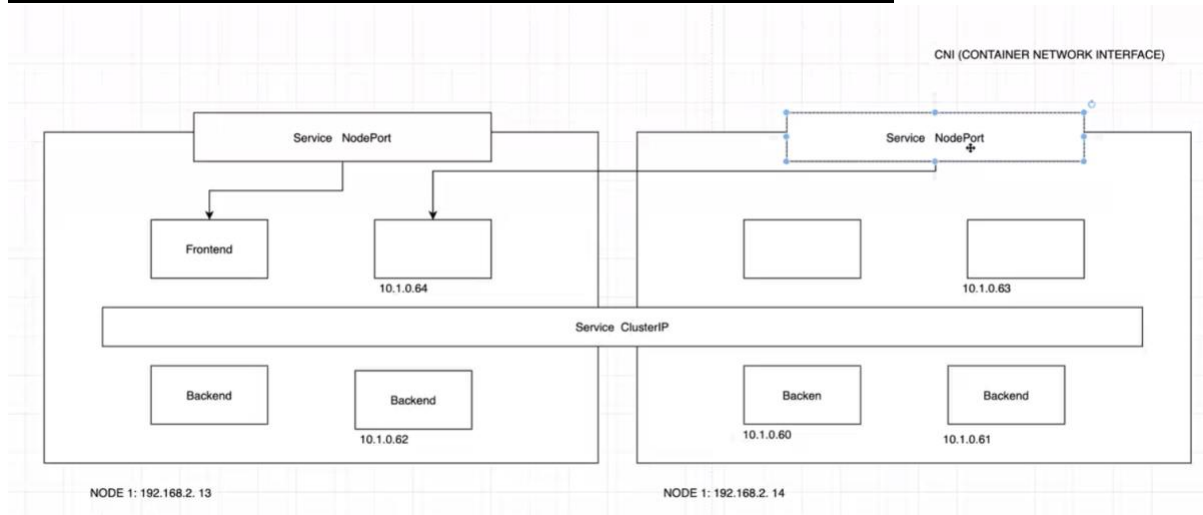 CNI (CONTAINER NETWORK INTERFACE)
Service NodePort
Service NodePort
Frontend
10.1.0.64
10.1.0.63
Service ClusterIP
Backend
Backend
Backen
Backend
10.1.0.62
10.1.0.60
10.1.0.61
NODE 1: 192.168.2. 13
NODE 1: 192.168.2. 14